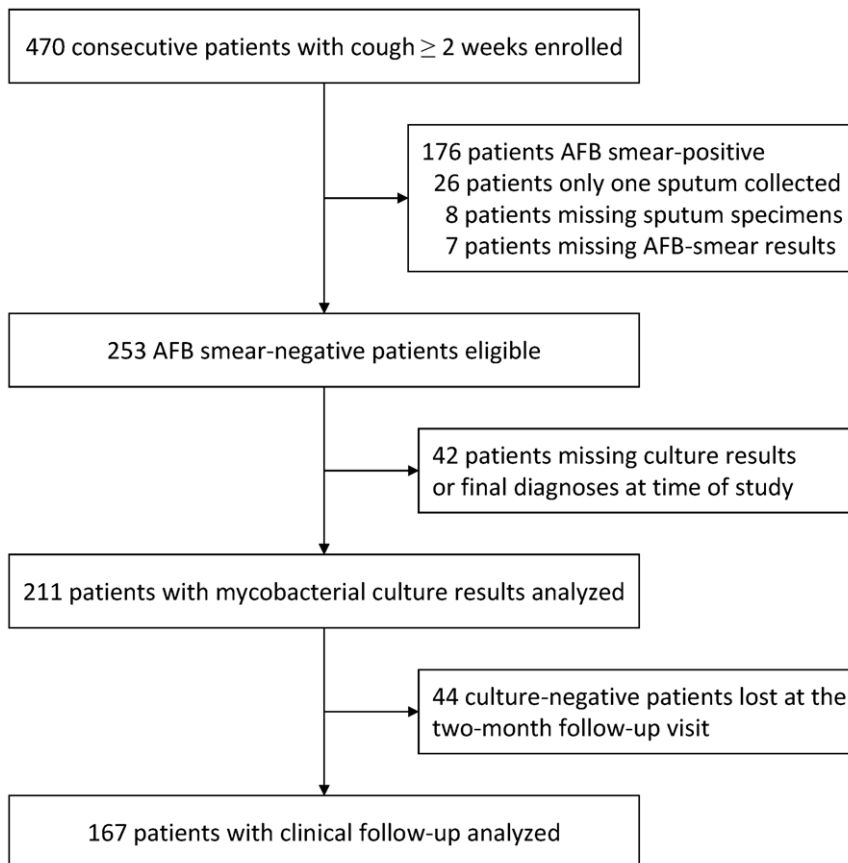 470 consecutive patients with cough ≥ 2 weeks enrolled
176 patients AFB smear-positive
26 patients only one sputum collected
8 patients missing sputum specimens
7 patients missing AFB-smear results
253 AFB smear-negative patients eligible
42 patients missing culture results
or final diagnoses at time of study
211 patients with mycobacterial culture results analyzed
44 culture-negative patients lost at the
two-month follow-up visit
167 patients with clinical follow-up analyzed